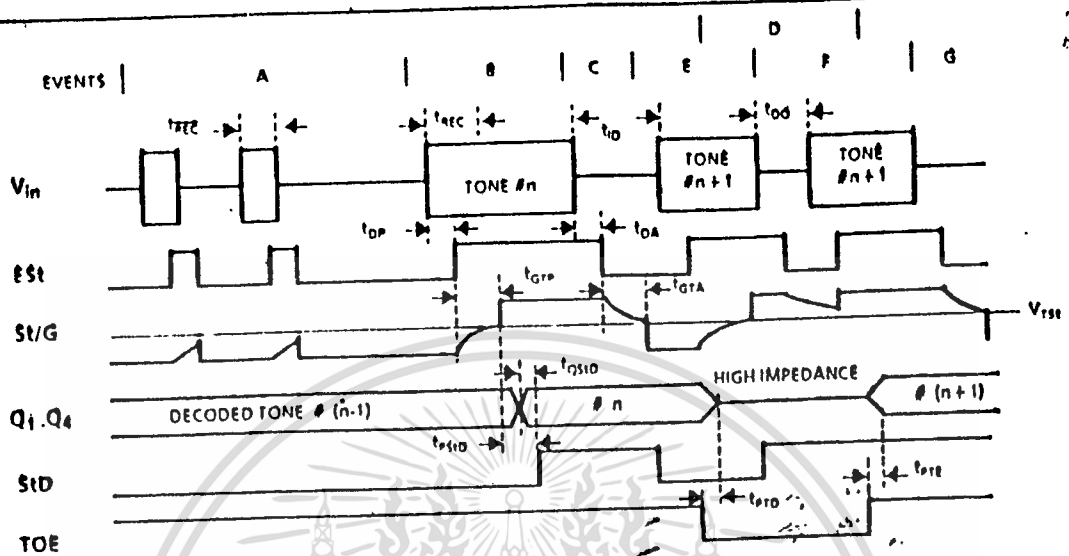 D
EVENTS A B C E F G
tREC tREC tID tDO
Vin TONE #n TONE #n+1 TONE #n+1
tDP tDA
ESt
tGTP tGTA
St/G VTSt
tQStD HIGH IMPEDANCE
Q1 .Q4 DECODED TONE # (n-1) # n # (n+1)
tPStD
StD tPTD tPTE
TOE